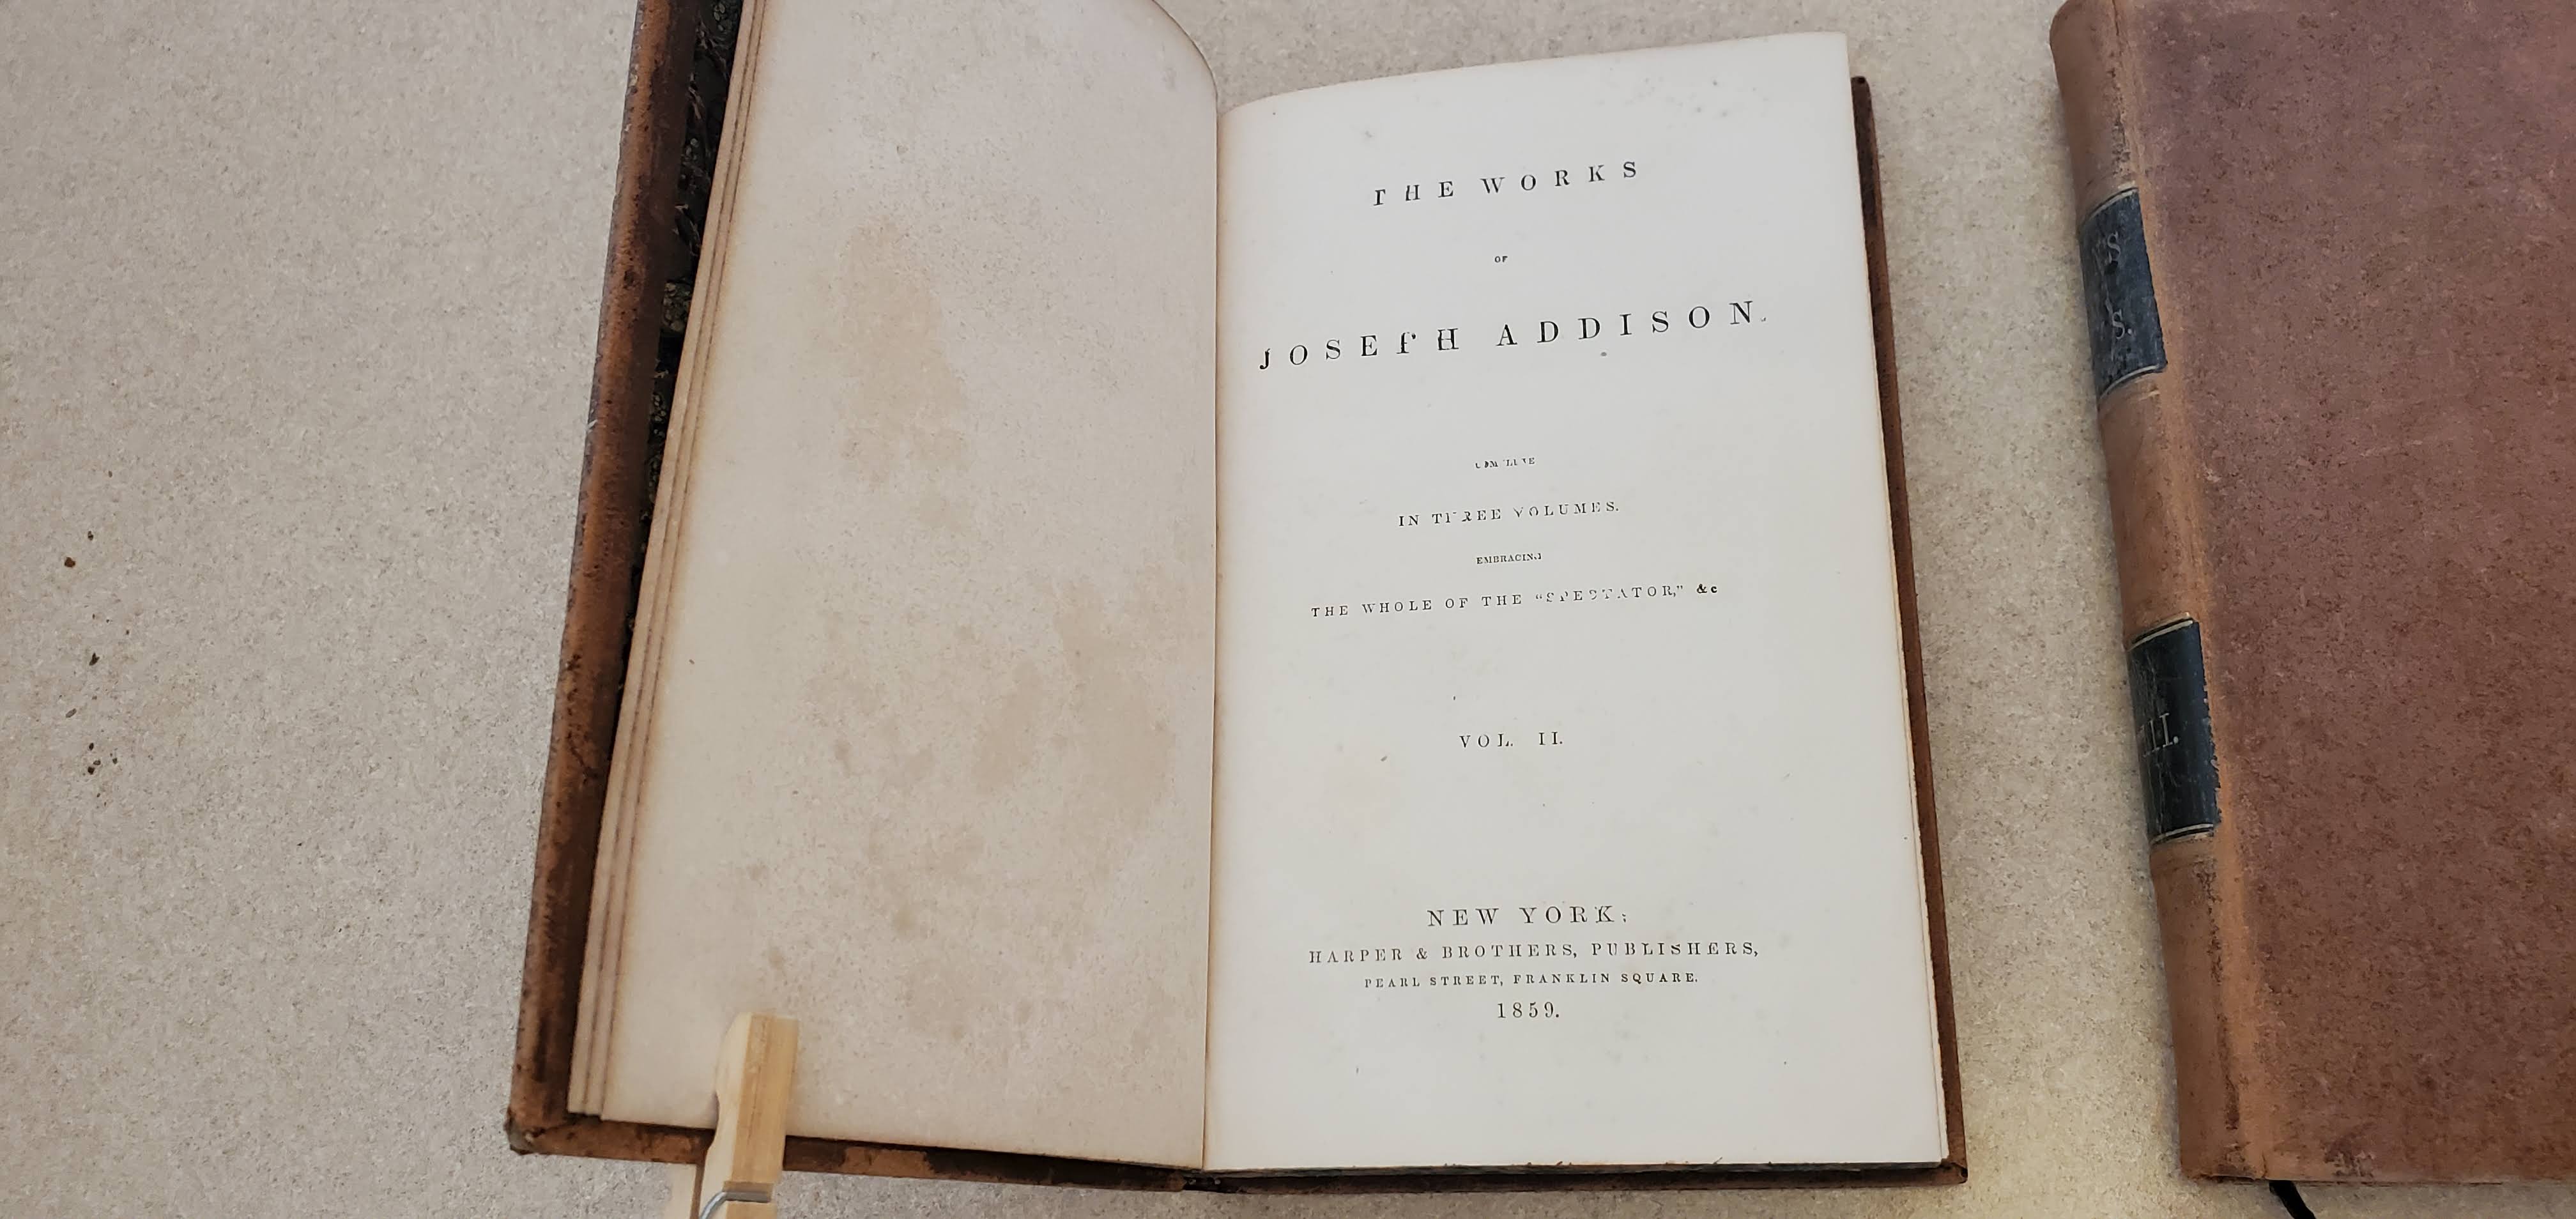 THE WORKS
OF
JOSEPH ADDISON.
COMPLETE
IN THREE VOLUMES.
EMBRACING
THE WHOLE OF THE "SPECTATOR," &c
VOL. II.
NEW YORK:
HARPER & BROTHERS, PUBLISHERS,
PEARL STREET, FRANKLIN SQUARE.
1859.